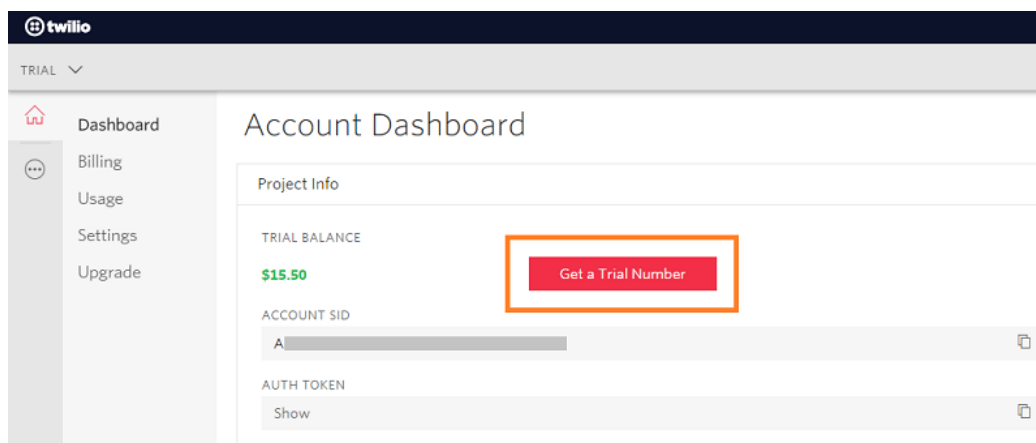 twilio
TRIAL
Dashboard
Billing
Usage
Settings
Upgrade
Account Dashboard
Project Info
TRIAL BALANCE
$15.50
Get a Trial Number
ACCOUNT SID
A
AUTH TOKEN
Show